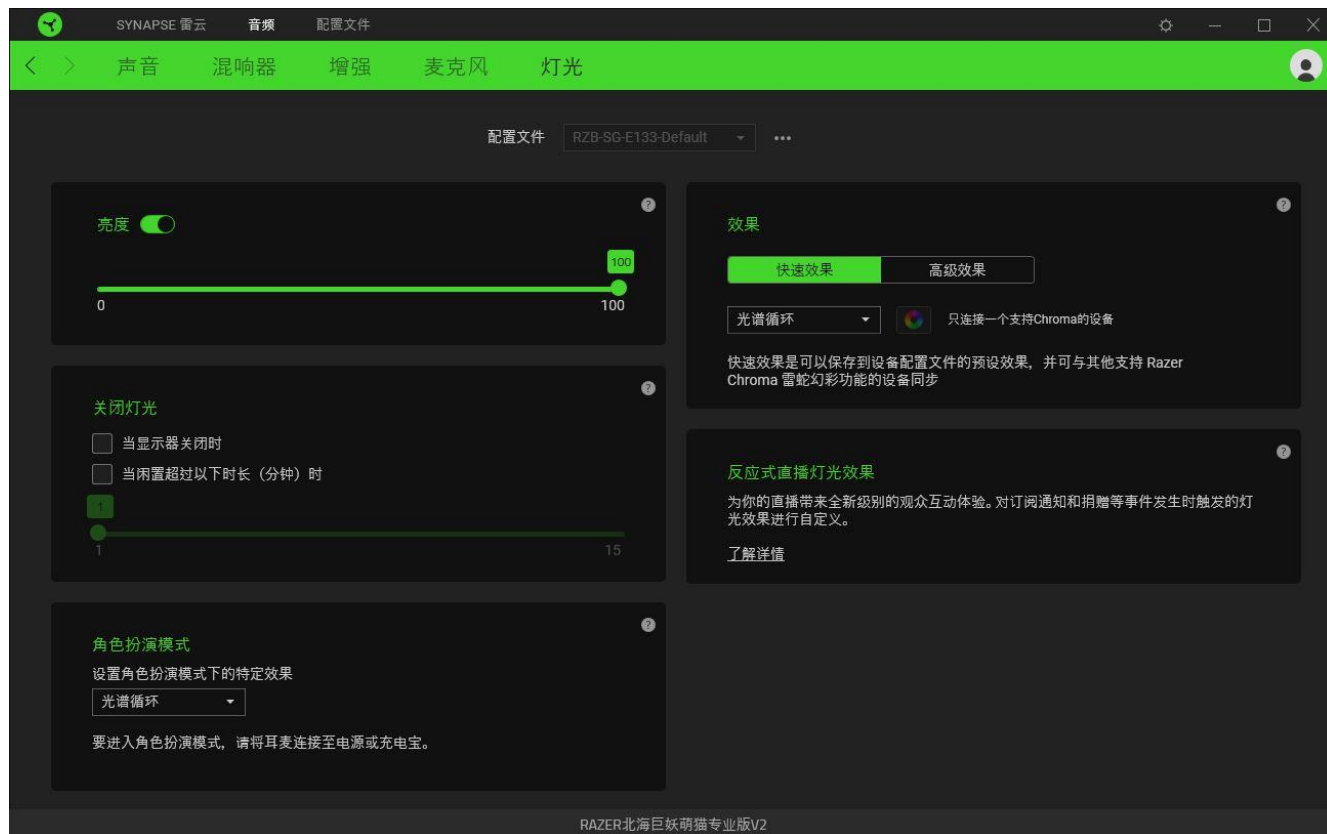 SYNAPSE 雷云 音频 配置文件
声音 混响器 增强 麦克风 灯光
配置文件 RZB-SG-E133-Default
亮度
100
0 100
关闭灯光
当显示器关闭时
当闲置超过以下时长（分钟）时
1
1 15
角色扮演模式
设置角色扮演模式下的特定效果
光谱循环
要进入角色扮演模式，请将耳麦连接至电源或充电宝。
效果
快速效果 高级效果
光谱循环 只连接一个支持Chroma的设备
快速效果是可以保存到设备配置文件的预设效果，并可与其他支持 Razer
Chroma 雷蛇幻彩功能的设备同步
反应式直播灯光效果
为你的直播带来全新级别的观众互动体验。对订阅通知和捐赠等事件发生时触发的灯
光效果进行自定义。
了解详情
RAZER北海巨妖萌猫专业版V2